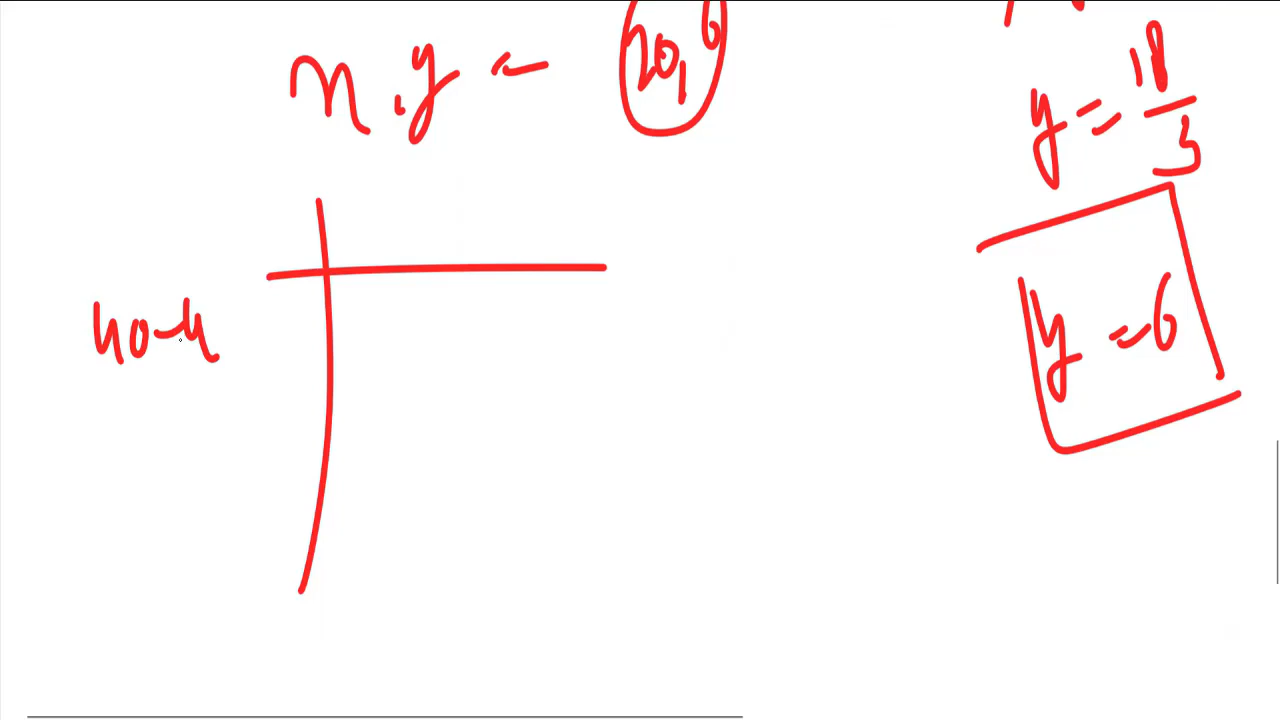 x, y = (20, 6)
y = 18/3
y = 6
40-4